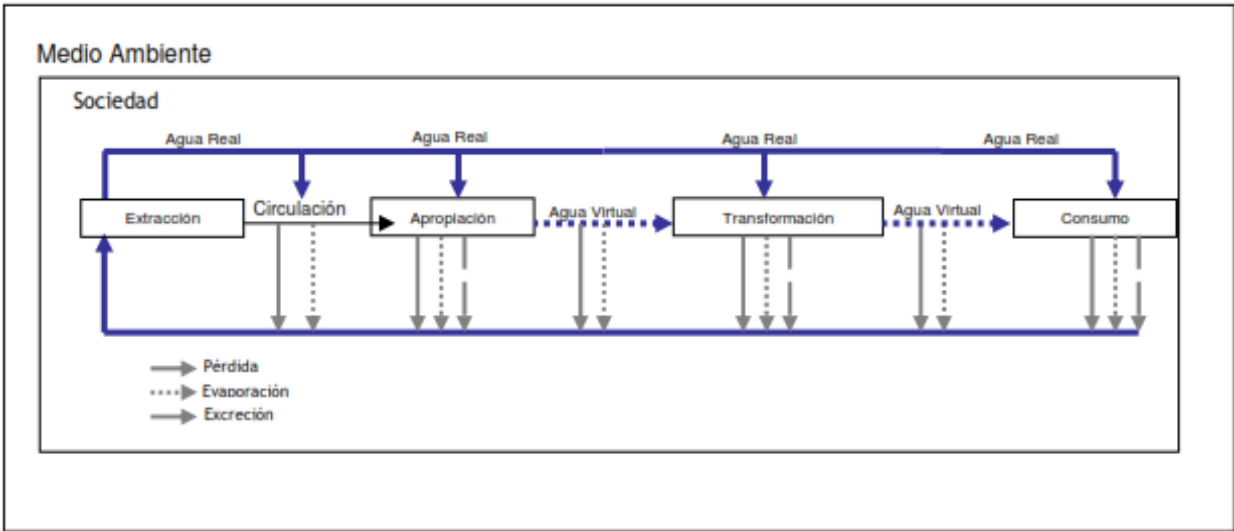 Medio Ambiente
Sociedad
Agua Real Agua Real Agua Real Agua Real
Extracción Circulación Apropiación Agua Virtual Transformación Agua Virtual Consumo
Pérdida
Evaporación
Excreción